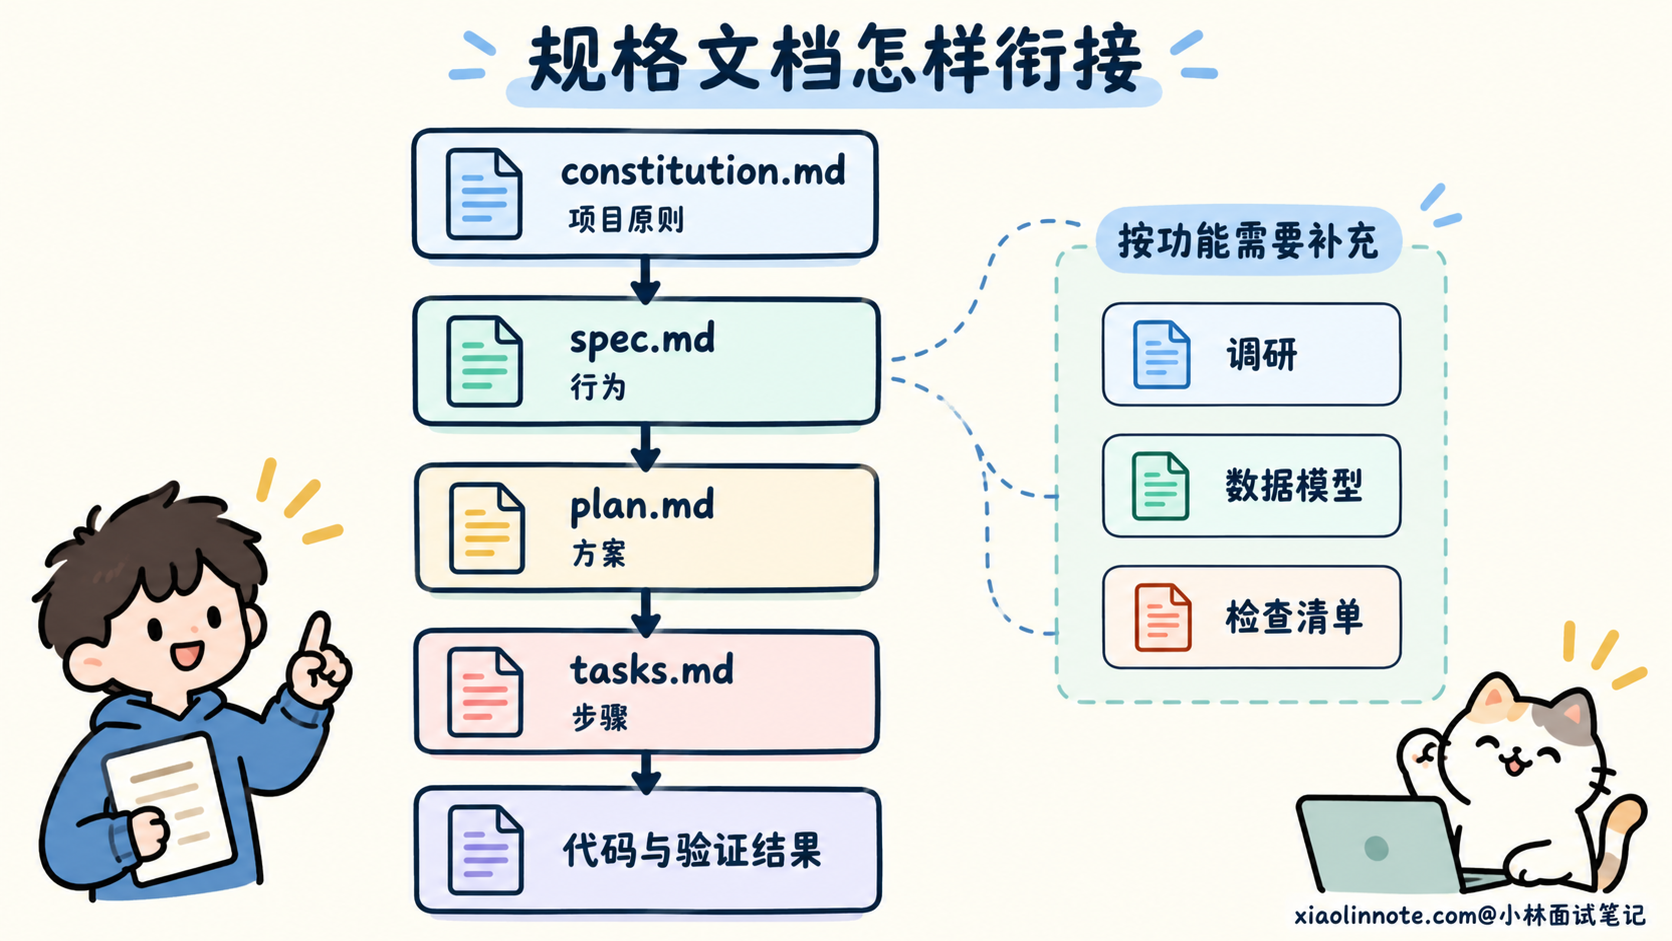 规格文档怎样衔接
constitution.md
项目原则
spec.md
行为
plan.md
方案
tasks.md
步骤
代码与验证结果
按功能需要补充
调研
数据模型
检查清单
xiaolinnote.com@小林面试笔记